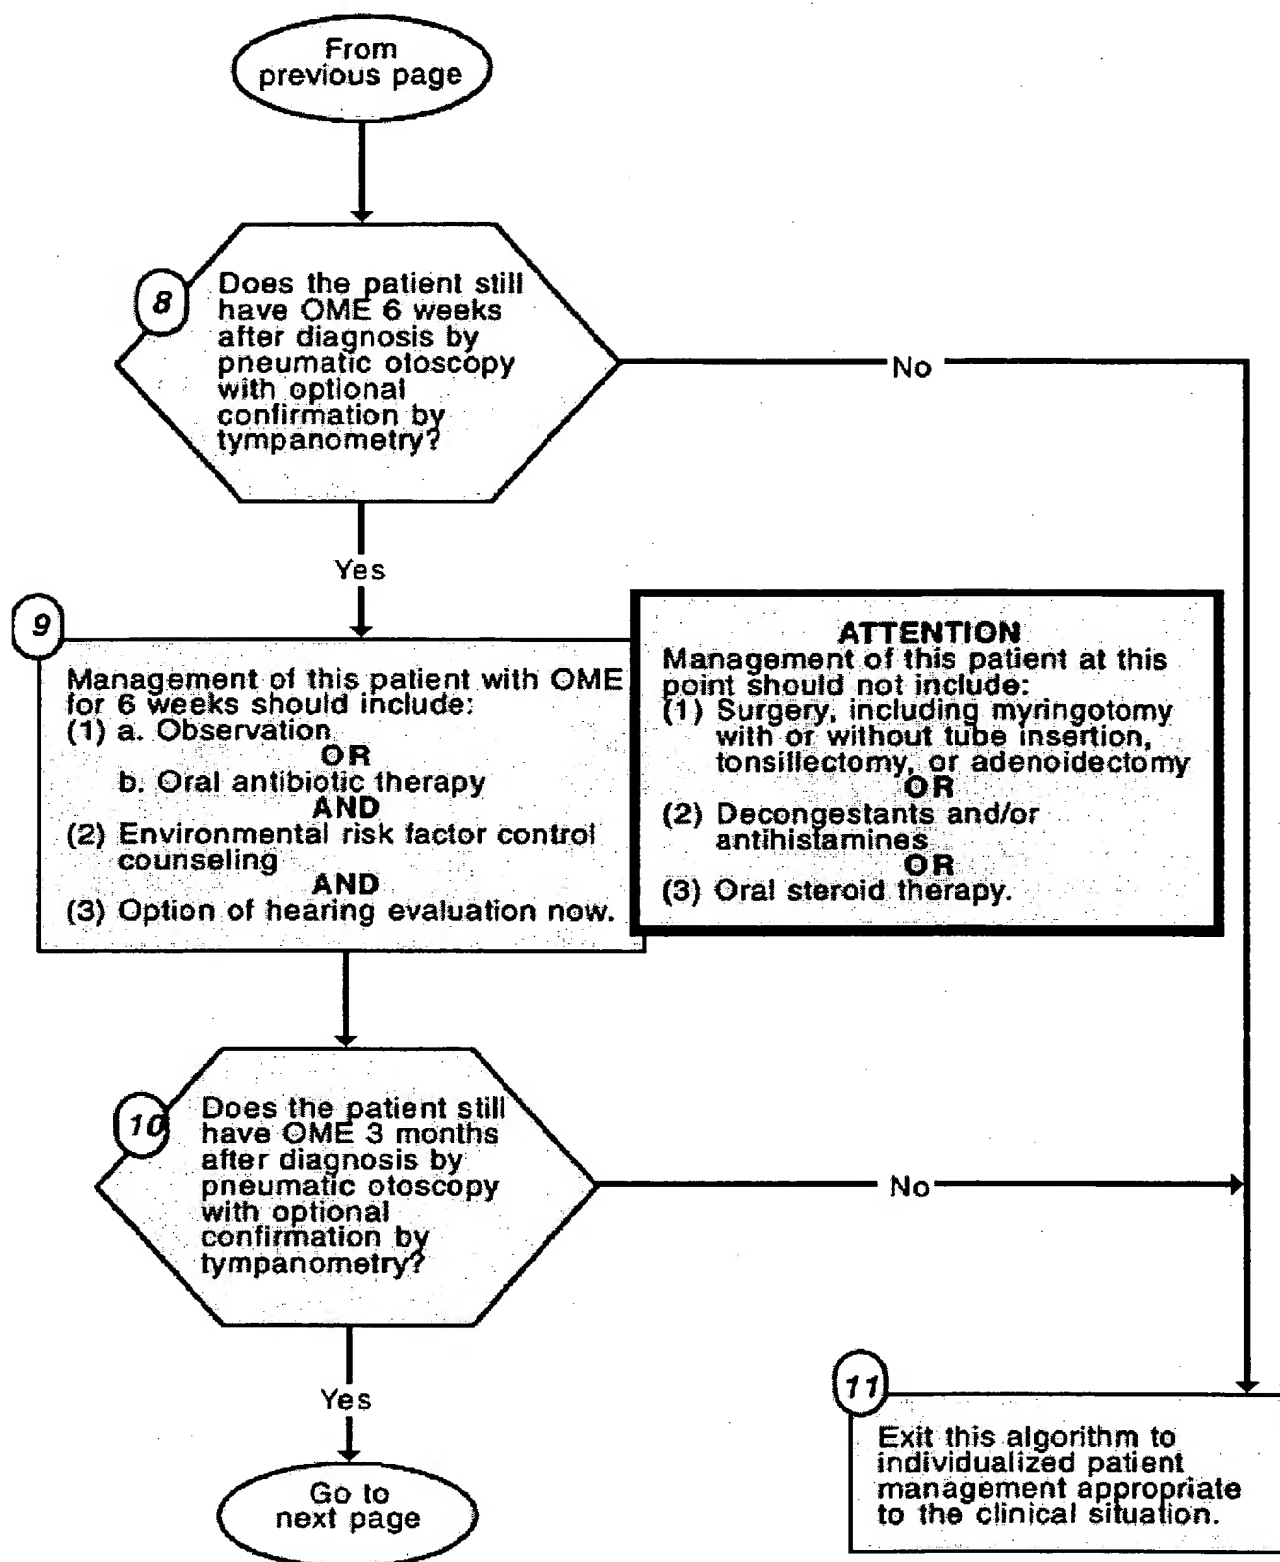 From
previous page
8
Does the patient still
have OME 6 weeks
after diagnosis by
pneumatic otoscopy
with optional
confirmation by
tympanometry?
No
Yes
9
Management of this patient with OME
for 6 weeks should include:
(1) a. Observation
OR
b. Oral antibiotic therapy
AND
(2) Environmental risk factor control
counseling
AND
(3) Option of hearing evaluation now.
ATTENTION
Management of this patient at this
point should not include:
(1) Surgery, including myringotomy
with or without tube insertion,
tonsillectomy, or adenoidectomy
OR
(2) Decongestants and/or
antihistamines
OR
(3) Oral steroid therapy.
10
Does the patient still
have OME 3 months
after diagnosis by
pneumatic otoscopy
with optional
confirmation by
tympanometry?
No
Yes
Go to
next page
11
Exit this algorithm to
individualized patient
management appropriate
to the clinical situation.